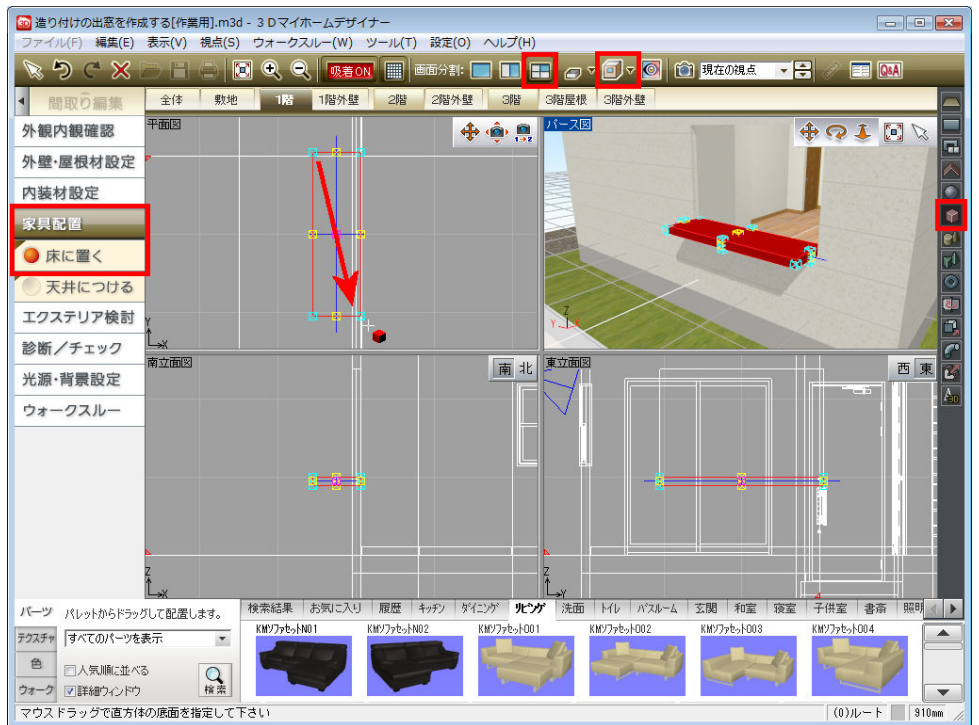 造り付けの出窓を作成する[作業用].m3d - 3Dマイホームデザイナー
ファイル(F) 編集(E) 表示(V) 視点(S) ウォークスルー(W) ツール(T) 設定(O) ヘルプ(H)
吸着ON 画面分割: 現在の視点 Q&A
間取り編集 全体 敷地 1階 1階外壁 2階 2階外壁 3階 3階屋根 3階外壁
外観内観確認
外壁・屋根材設定
内装材設定
家具配置
床に置く
天井につける
エクステリア検討
診断/チェック
光源・背景設定
ウォークスルー
平面図
1→2
Y
X
パース図
Z
Y X
南立面図
南 北
Z
X
東立面図
西 東
Z
Y
3D
パーツ パレットからドラッグして配置します。
テクスチャ すべてのパーツを表示
色 人気順に並べる
ウォーク 詳細ウィンドウ 検索
検索結果 お気に入り 履歴 キッチン ダイニング リビング 洗面 トイレ バスルーム 玄関 和室 寝室 子供室 書斎 照明
KMソファセットN01 KMソファセットN02 KMソファセット001 KMソファセット002 KMソファセット003 KMソファセット004
マウスドラッグで直方体の底面を指定して下さい (0)ルート 910mm